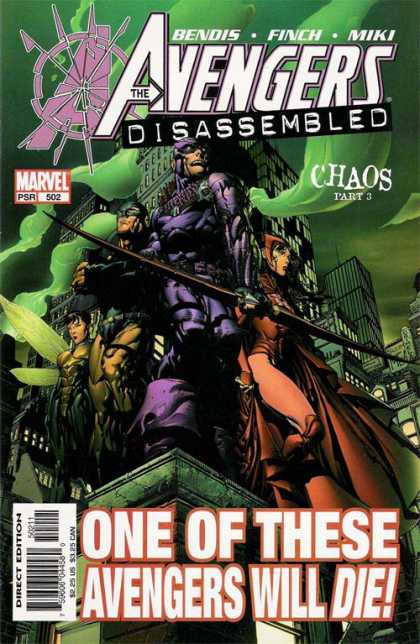 BENDIS • FINCH • MIKI
THE AVENGERS
DISASSEMBLED
CHAOS
PART 3
MARVEL
PSR 502
50211
DIRECT EDITION
$2.25 US $3.25 CAN
ONE OF THESE
AVENGERS WILL DIE!